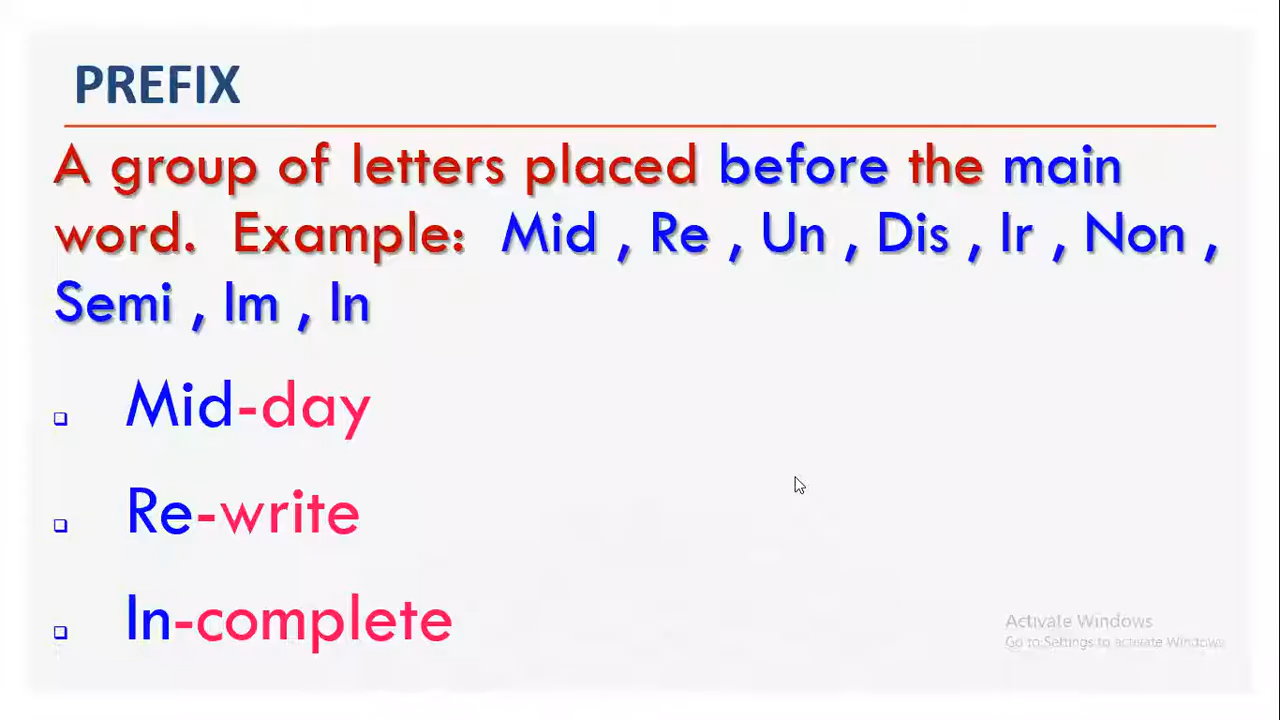 PREFIX
A group of letters placed before the main
word. Example: Mid , Re , Un , Dis , Ir , Non ,
Semi , Im , In
Mid-day
Re-write
In-complete
Activate Windows
Go to Settings to activate Windows.